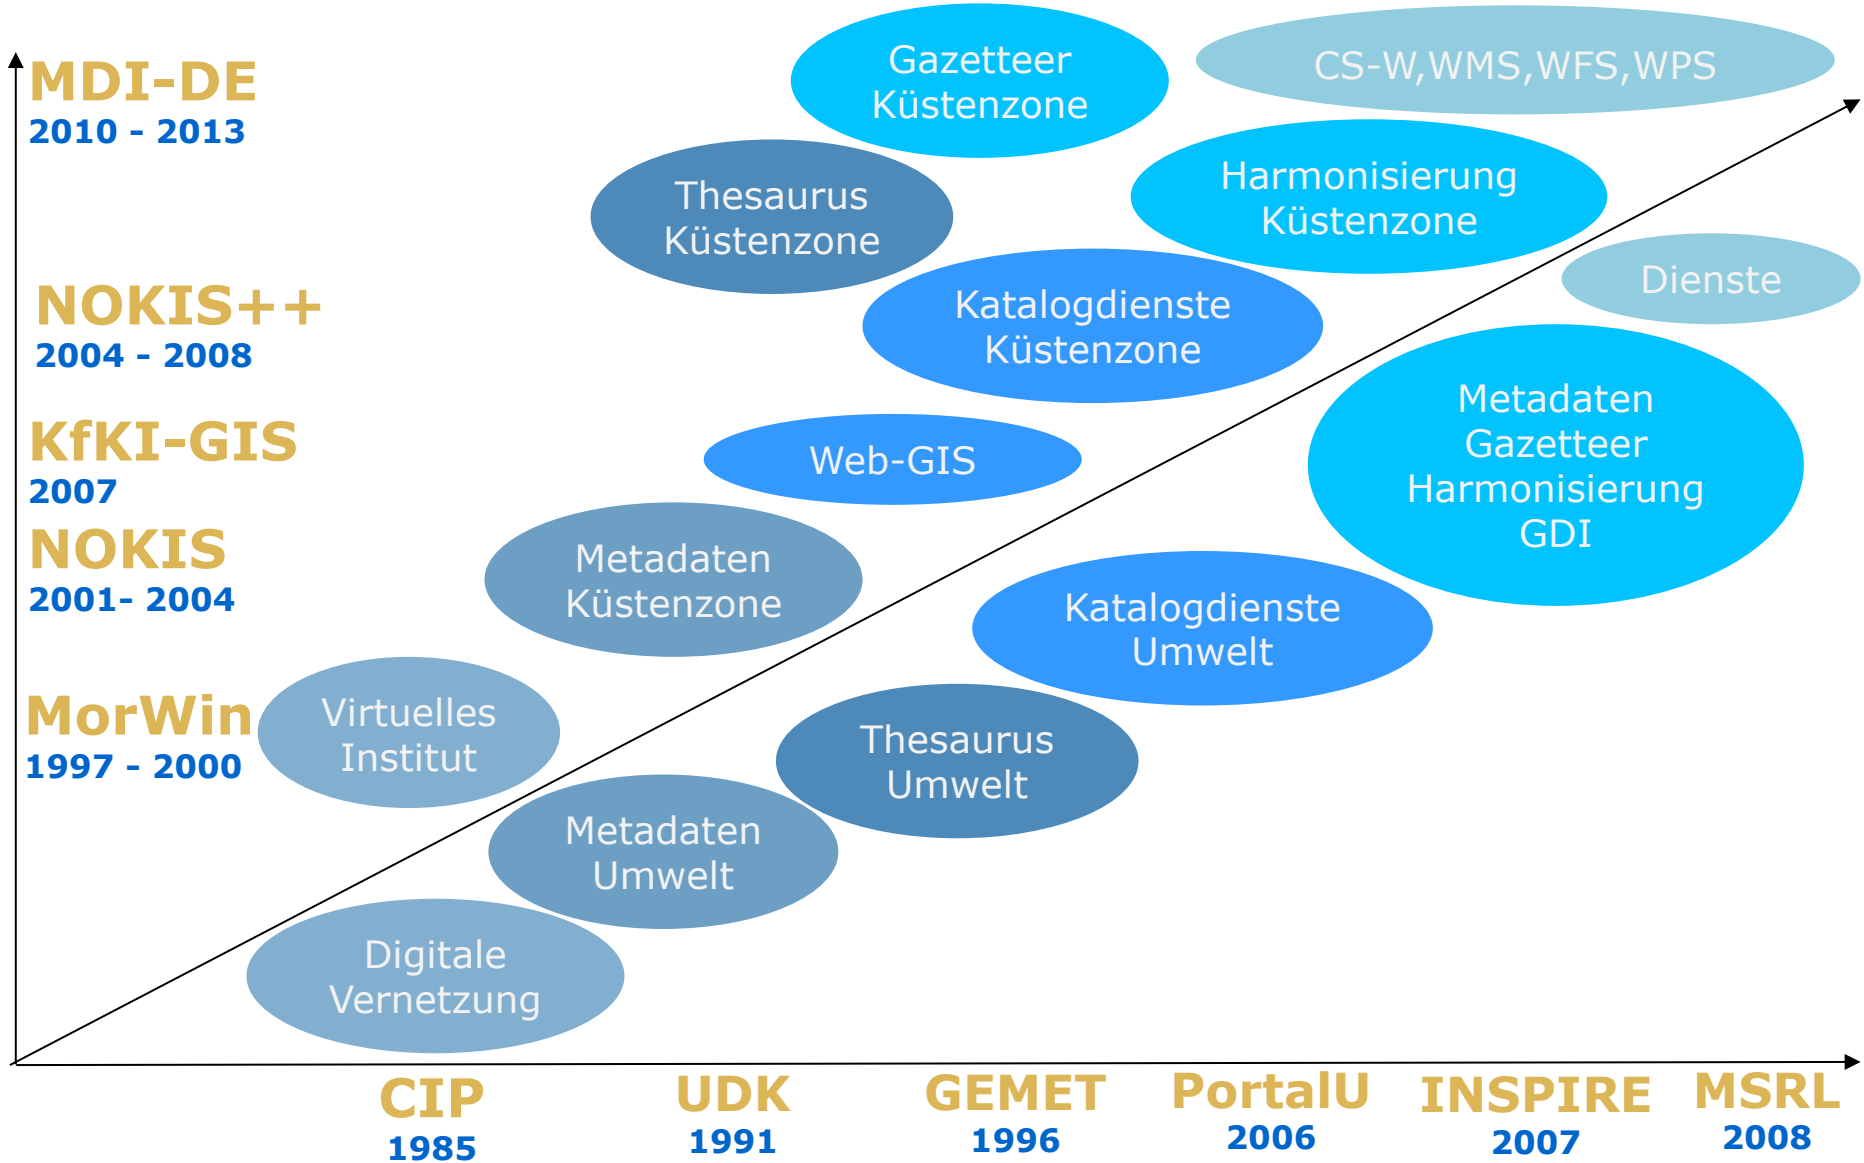 MDI-DE
2010 - 2013
NOKIS++
2004 - 2008
KfKI-GIS
2007
NOKIS
2001- 2004
MorWin
1997 - 2000
Gazetteer
Küstenzone
CS-W,WMS,WFS,WPS
Thesaurus
Küstenzone
Harmonisierung
Küstenzone
Katalogdienste
Küstenzone
Dienste
Web-GIS
Metadaten
Gazetteer
Harmonisierung
GDI
Metadaten
Küstenzone
Katalogdienste
Umwelt
Virtuelles
Institut
Thesaurus
Umwelt
Metadaten
Umwelt
Digitale
Vernetzung
CIP
1985
UDK
1991
GEMET
1996
PortalU
2006
INSPIRE
2007
MSRL
2008